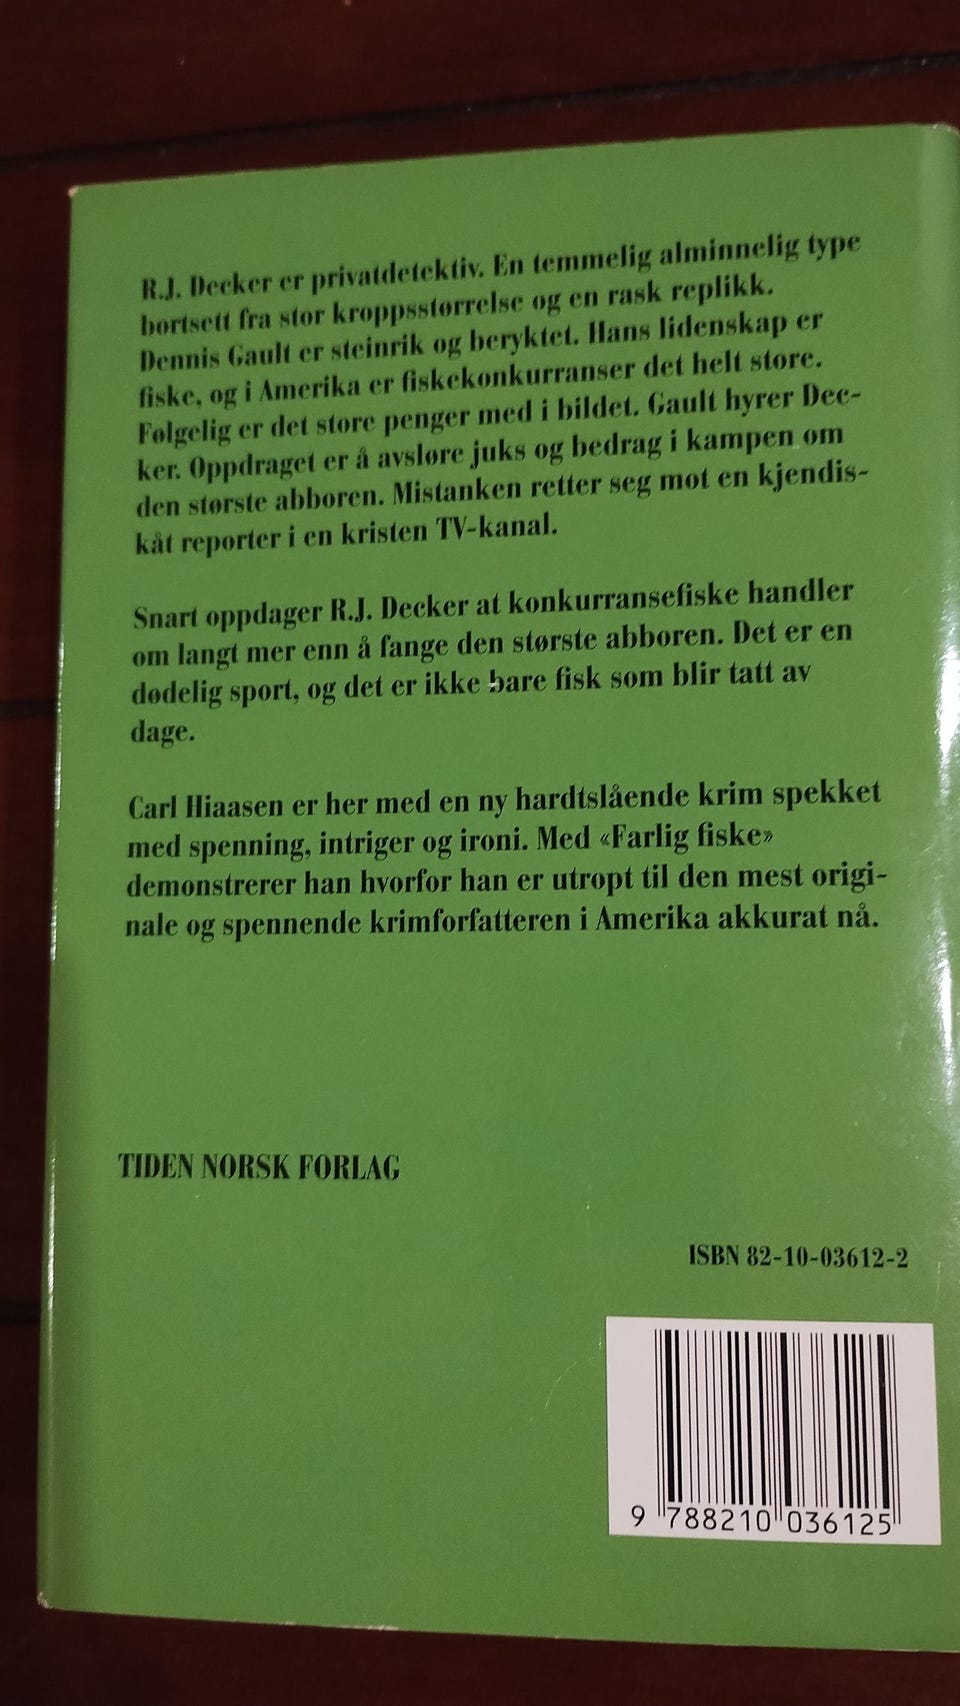 R.J. Decker er privatdetektiv. En temmelig alminnelig type
bortsett fra stor kroppsstørrelse og en rask replikk.
Dennis Gault er steinrik og beryktet. Hans lidenskap er
fiske, og i Amerika er fiskekonkurranser det helt store.
Følgelig er det store penger med i bildet. Gault hyrer Dec-
ker. Oppdraget er å avsløre juks og bedrag i kampen om
den største abboren. Mistanken retter seg mot en kjendis-
kåt reporter i en kristen TV-kanal.
Snart oppdager R.J. Decker at konkurransefiske handler
om langt mer enn å fange den største abboren. Det er en
dødelig sport, og det er ikke bare fisk som blir tatt av
dage.
Carl Hiaasen er her med en ny hardtslående krim spekket
med spenning, intriger og ironi. Med «Farlig fiske»
demonstrerer han hvorfor han er utropt til den mest origi-
nale og spennende krimforfatteren i Amerika akkurat nå.
TIDEN NORSK FORLAG
ISBN 82-10-03612-2
9 788210 036125